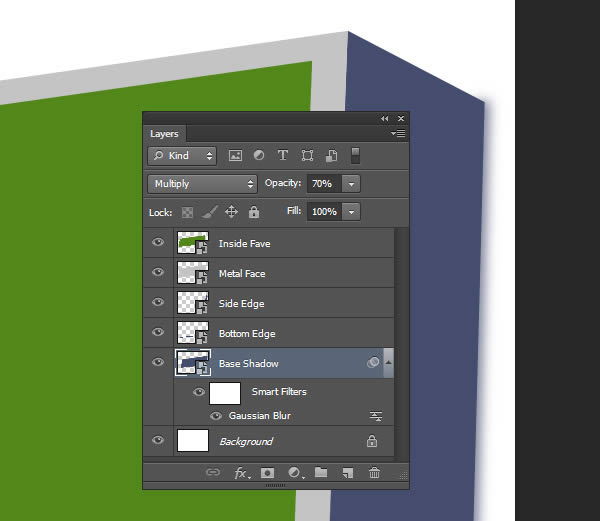 Layers
Kind
Multiply Opacity: 70%
Lock: Fill: 100%
Inside Fave
Metal Face
Side Edge
Bottom Edge
Base Shadow
Smart Filters
Gaussian Blur
Background
fx